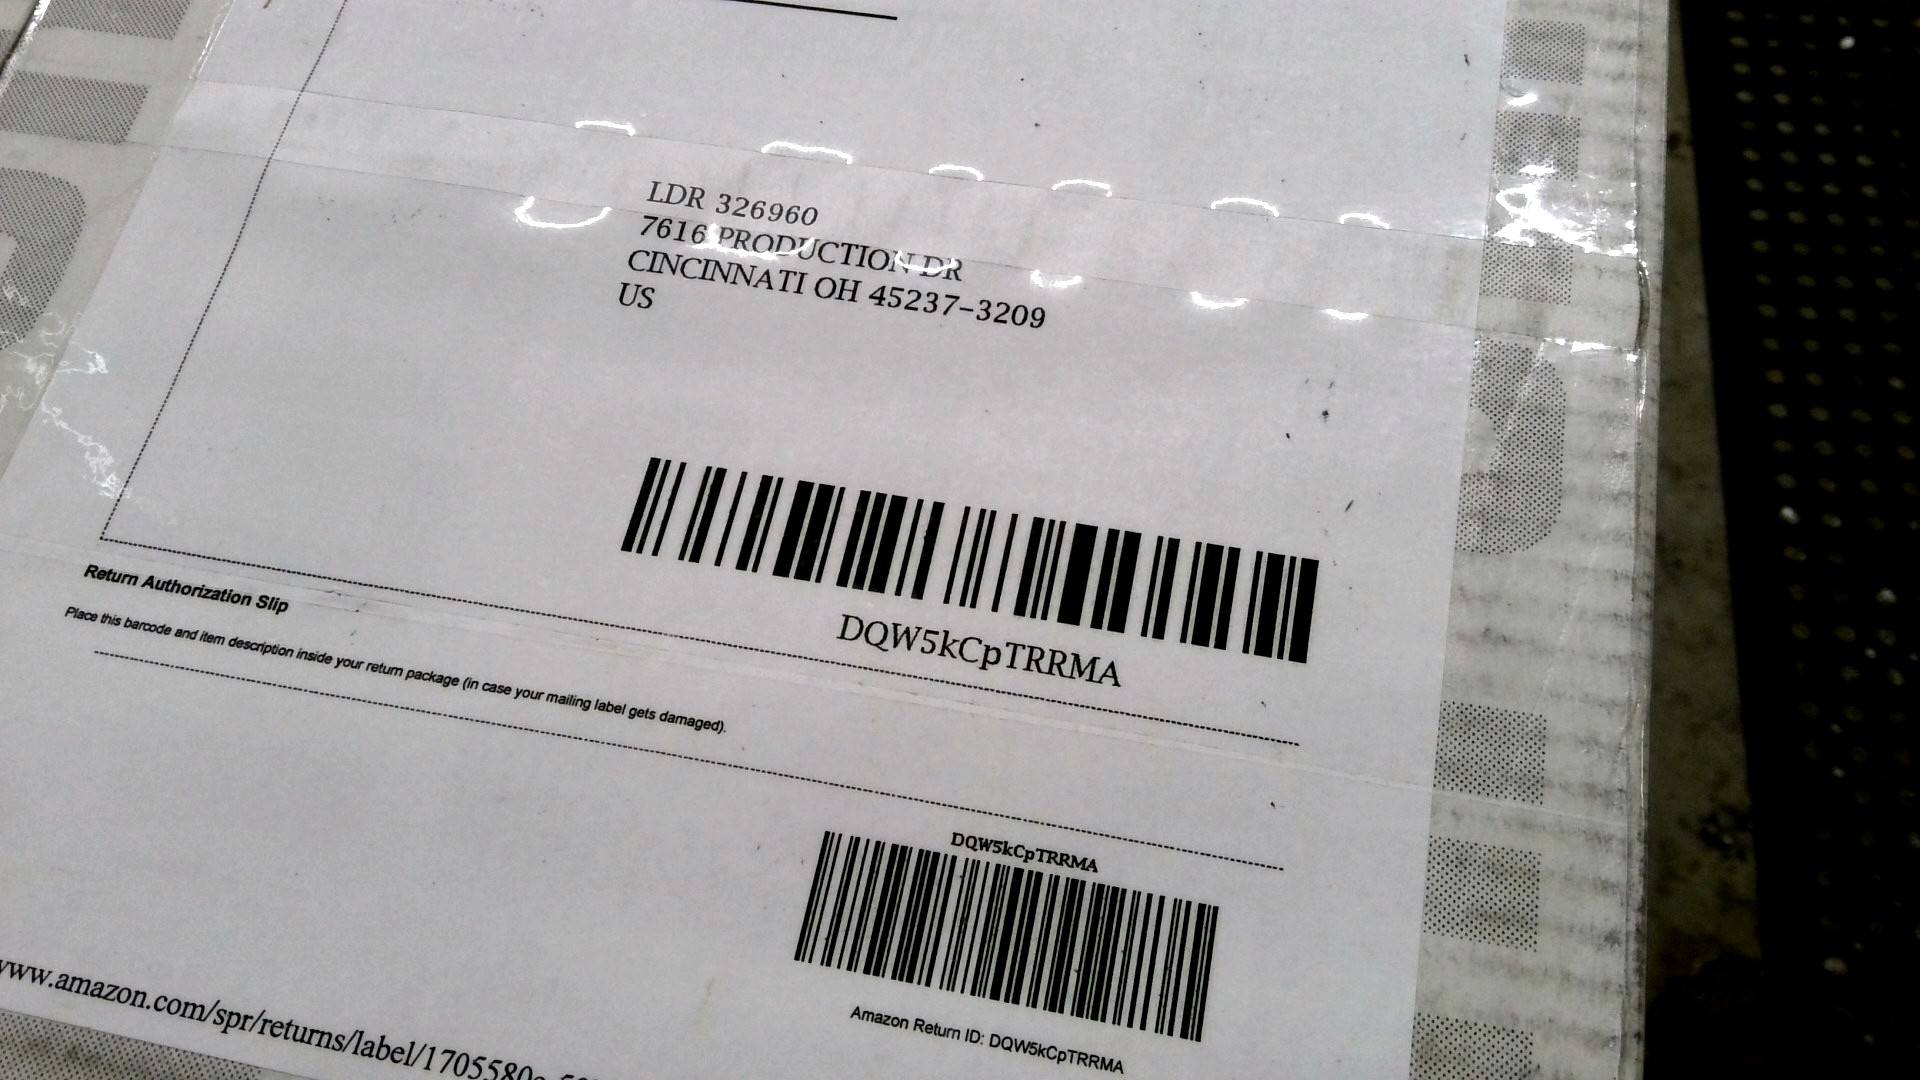 LDR 326960
7616 PRODUCTION DR
CINCINNATI OH 45237-3209
US
DQW5kCpTRRMA
Return Authorization Slip
Place this barcode and item description inside your return package (in case your mailing label gets damaged).
DQW5kCpTRRMA
Amazon Return ID: DQW5kCpTRRMA
www.amazon.com/spr/returns/label/1705580